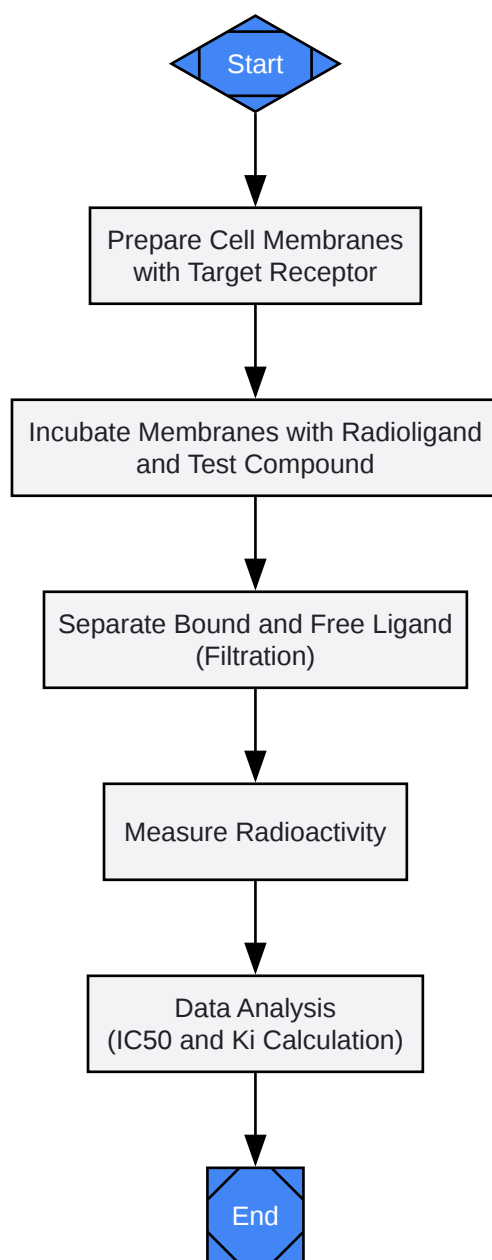 Start
Prepare Cell Membranes
with Target Receptor
Incubate Membranes with Radioligand
and Test Compound
Separate Bound and Free Ligand
(Filtration)
Measure Radioactivity
Data Analysis
(IC50 and Ki Calculation)
End